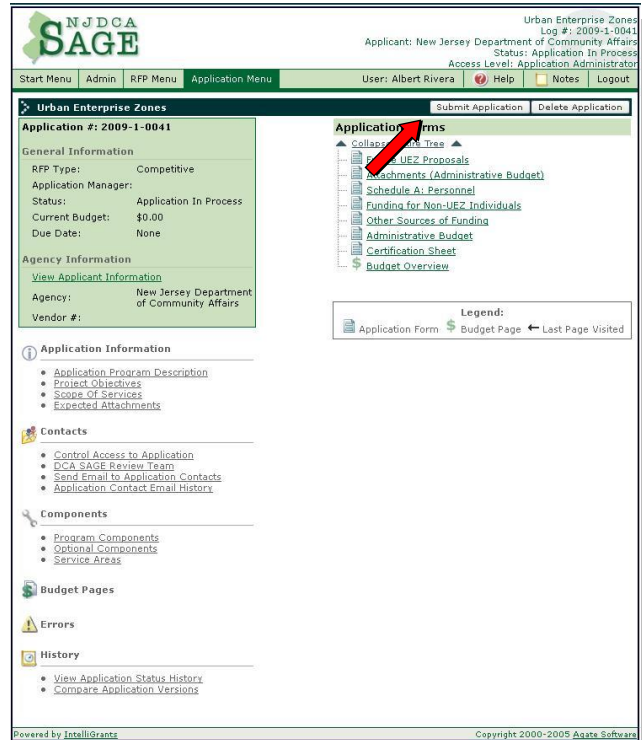 NJDCA
SAGE
Urban Enterprise Zones
Log #: 2009-1-0041
Applicant: New Jersey Department of Community Affairs
Status: Application In Process
Access Level: Application Administrator
Start Menu Admin RFP Menu Application Menu User: Albert Rivera Help Notes Logout
Urban Enterprise Zones Submit Application Delete Application
Application #: 2009-1-0041
General Information
RFP Type: Competitive
Application Manager:
Status: Application In Process
Current Budget: $0.00
Due Date: None
Agency Information
View Applicant Information
Agency: New Jersey Department of Community Affairs
Vendor #:
Application Information
Application Program Description
Project Objectives
Scope Of Services
Expected Attachments
Contacts
Control Access to Application
DCA SAGE Review Team
Send Email to Application Contacts
Application Contact Email History
Components
Program Components
Optional Components
Service Areas
Budget Pages
Errors
History
View Application Status History
Compare Application Versions
Application
Tree
UEZ Proposals
Attachments (Administrative Budget)
Schedule A: Personnel
Funding for Non-UEZ Individuals
Other Sources of Funding
Administrative Budget
Certification Sheet
$ Budget Overview
Legend:
Application Form $ Budget Page ← Last Page Visited
Powered by IntelliGrants Copyright 2000-2005 Agate Software